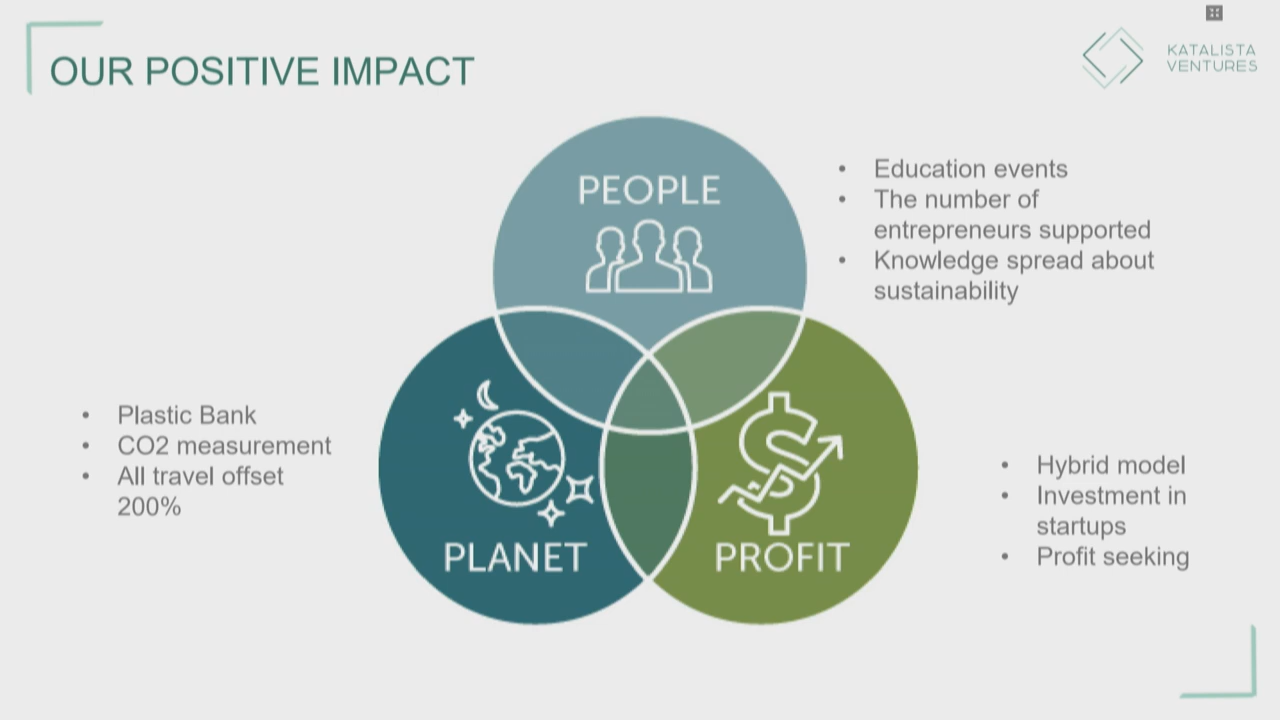 OUR POSITIVE IMPACT
KATALISTA
VENTURES
PEOPLE
• Education events
• The number of
entrepreneurs supported
• Knowledge spread about
sustainability
• Plastic Bank
• CO2 measurement
• All travel offset
200%
PLANET
PROFIT
• Hybrid model
• Investment in
startups
• Profit seeking